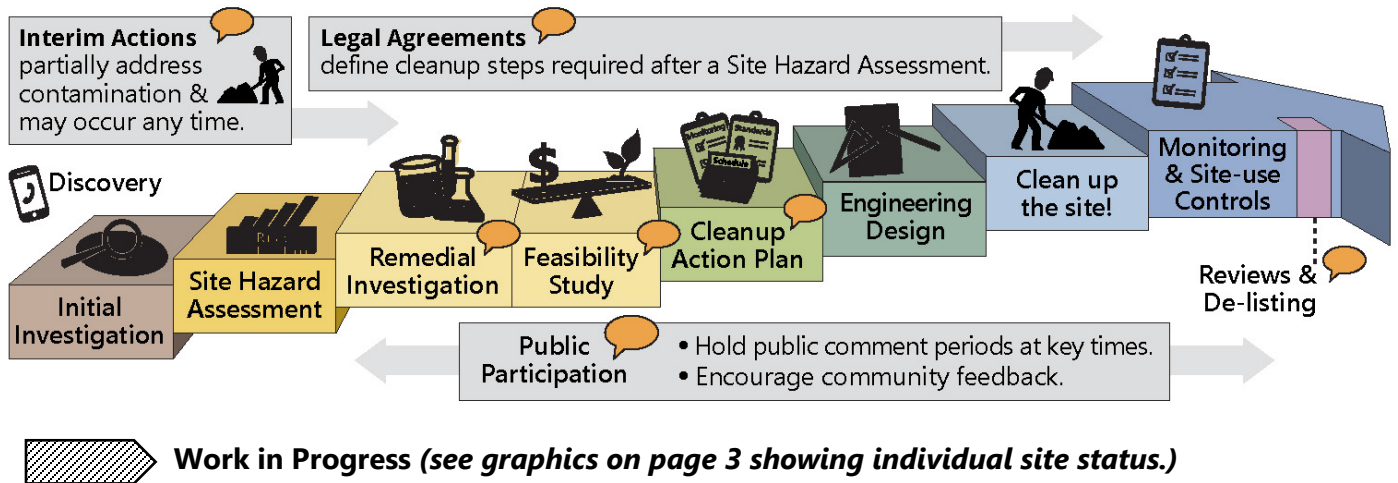 Interim Actions
partially address
contamination &
may occur any time.
Legal Agreements
define cleanup steps required after a Site Hazard Assessment.
Discovery
Initial
Investigation
Site Hazard
Assessment
Remedial
Investigation
$
Feasibility
Study
Monitoring
Standards
Schedule
Cleanup
Action Plan
Engineering
Design
Clean up
the site!
Monitoring
& Site-use
Controls
Reviews &
De-listing
Public
Participation
• Hold public comment periods at key times.
• Encourage community feedback.
Work in Progress (see graphics on page 3 showing individual site status.)